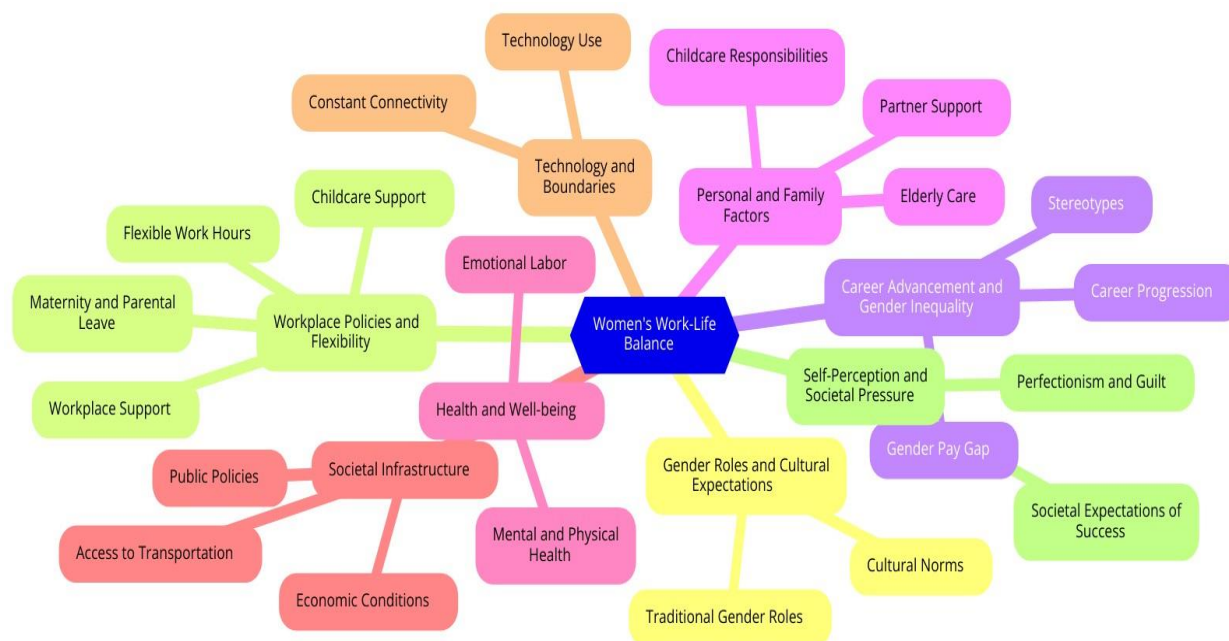 Technology Use
Childcare Responsibilities
Constant Connectivity
Partner Support
Technology and
Boundaries
Personal and Family
Factors
Elderly Care
Childcare Support
Stereotypes
Flexible Work Hours
Emotional Labor
Maternity and Parental
Leave
Workplace Policies and
Flexibility
Women's Work-Life
Balance
Career Advancement and
Gender Inequality
Career Progression
Self-Perception and
Societal Pressure
Perfectionism and Guilt
Workplace Support
Health and Well-being
Gender Pay Gap
Public Policies
Societal Infrastructure
Gender Roles and Cultural
Expectations
Societal Expectations of
Success
Access to Transportation
Mental and Physical
Health
Cultural Norms
Economic Conditions
Traditional Gender Roles